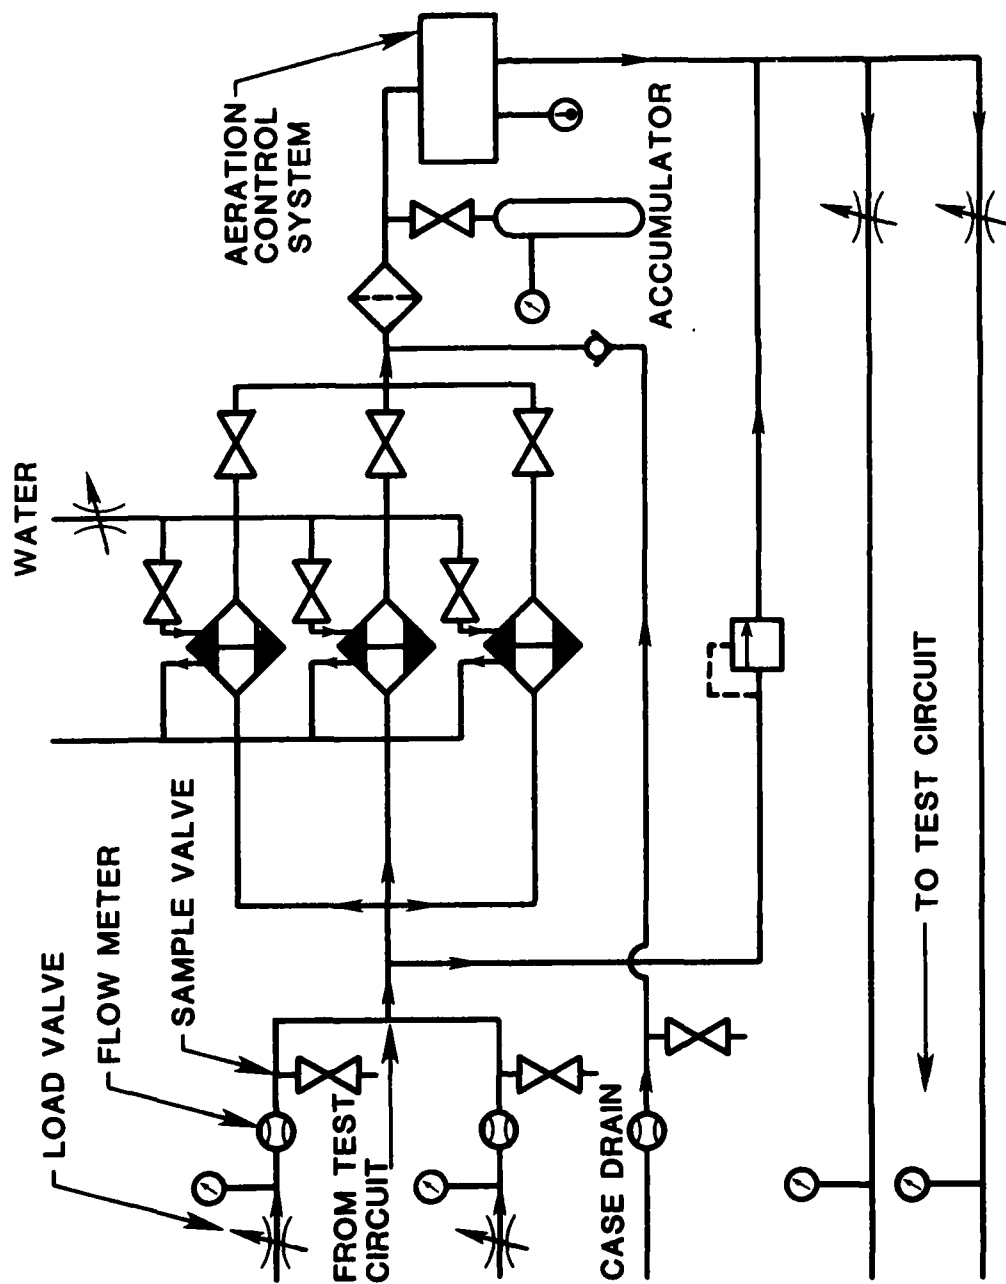 LOAD VALVE
FLOW METER
SAMPLE VALVE
WATER
AERATION
CONTROL
SYSTEM
FROM TEST
CIRCUIT
CASE DRAIN
ACCUMULATOR
TO TEST CIRCUIT